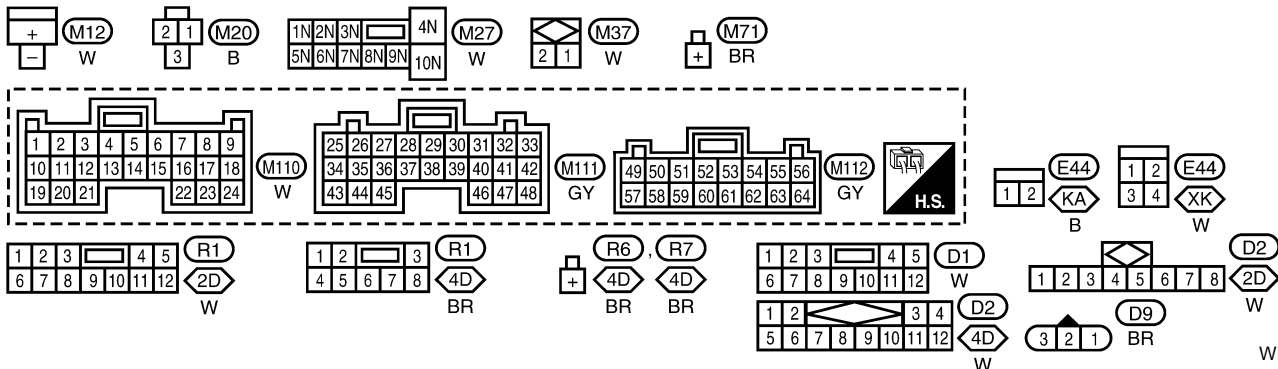 + M12
− W
2 1 M20
3 B
1N 2N 3N 4N M27
5N 6N 7N 8N 9N 10N W
M37
2 1 W
M71
+ BR
1 2 3 4 5 6 7 8 9
10 11 12 13 14 15 16 17 18 M110
19 20 21 22 23 24 W
25 26 27 28 29 30 31 32 33
34 35 36 37 38 39 40 41 42 M111
43 44 45 46 47 48 GY
49 50 51 52 53 54 55 56 M112
57 58 59 60 61 62 63 64 GY
H.S.
E44
1 2 KA
B
1 2 E44
3 4 XK
W
1 2 3 4 5 R1
6 7 8 9 10 11 12 2D
W
1 2 3 R1
4 5 6 7 8 4D
BR
R6 , R7
+ 4D 4D
BR BR
1 2 3 4 5 D1
6 7 8 9 10 11 12 W
D2
1 2 3 4 5 6 7 8 2D
W
1 2 3 4 D2
5 6 7 8 9 10 11 12 4D
W
D9
3 2 1 BR
W